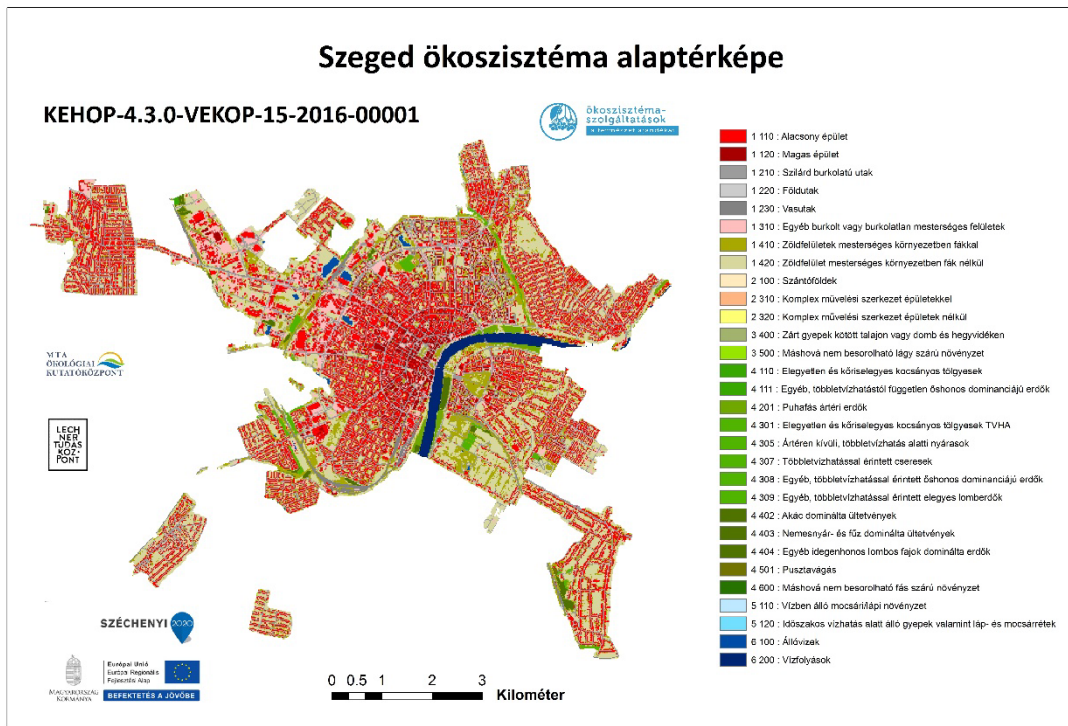 Szeged ökoszisztéma alaptérképe
KEHOP-4.3.0-VEKOP-15-2016-00001
ökoszisztéma-
szolgáltatások
a természet ajándékai
1 110 : Alacsony épület
1 120 : Magas épület
1 210 : Szilárd burkolatú utak
1 220 : Földutak
1 230 : Vasutak
1 310 : Egyéb burkolt vagy burkolatlan mesterséges felületek
1 410 : Zöldfelületek mesterséges környezetben fákkal
1 420 : Zöldfelület mesterséges környezetben fák nélkül
2 100 : Szántóföldek
2 310 : Komplex művelési szerkezet épületekkel
2 320 : Komplex művelési szerkezet épületek nélkül
3 400 : Zárt gyepek kötött talajon vagy domb és hegyvidéken
3 500 : Máshová nem besorolható lágy szárú növényzet
4 110 : Elegyetlen és kőriselegyes kocsányos tölgyesek
4 111 : Egyéb, többletvízhatástól független őshonos dominanciájú erdők
4 201 : Puhafás ártéri erdők
4 301 : Elegyetlen és kőriselegyes kocsányos tölgyesek TVHA
4 305 : Ártéren kívüli, többletvízhatás alatti nyárasok
4 307 : Többletvízhatással érintett cseresek
4 308 : Egyéb, többletvízhatással érintett őshonos dominanciájú erdők
4 309 : Egyéb, többletvízhatással érintett elegyes lomberdők
4 402 : Akác dominálta ültetvények
4 403 : Nemesnyár- és fűz dominálta ültetvények
4 404 : Egyéb idegenhonos lombos fajok dominálta erdők
4 501 : Pusztavágás
4 600 : Máshová nem besorolható fás szárú növényzet
5 110 : Vízben álló mocsári/lápi növényzet
5 120 : Időszakos vízhatás alatt álló gyepek valamint láp- és mocsárrétek
6 100 : Állóvizek
6 200 : Vízfolyások
MTA
ÖKOLÓGIAI
KUTATÓKÖZPONT
LECH
NER
TUDÁS
KÖZ-
PONT
SZÉCHENYI 2020
MAGYARORSZÁG
KORMÁNYA
Európai Unió
Európai Regionális
Fejlesztési Alap
BEFEKTETÉS A JÖVŐBE
0 0.5 1 2 3
Kilométer